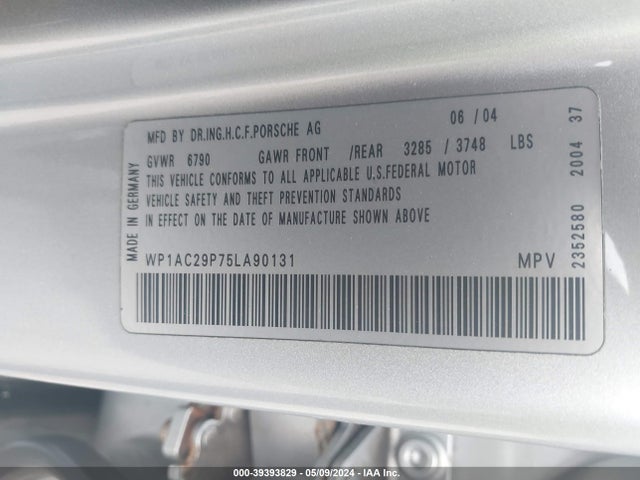 MFD BY DR.ING.H.C.F.PORSCHE AG 06 / 04
GVWR 6790 GAWR FRONT /REAR 3285 / 3748 LBS
THIS VEHICLE CONFORMS TO ALL APPLICABLE U.S.FEDERAL MOTOR
VEHICLE SAFETY AND THEFT PREVENTION STANDARDS
IN EFFECT ON THE DATE OF MANUFACTURE SHOWN ABOVE
WP1AC29P75LA90131 MPV
MADE IN GERMANY
2352580 2004 37
000-39393829 - 05/09/2024 - IAA Inc.